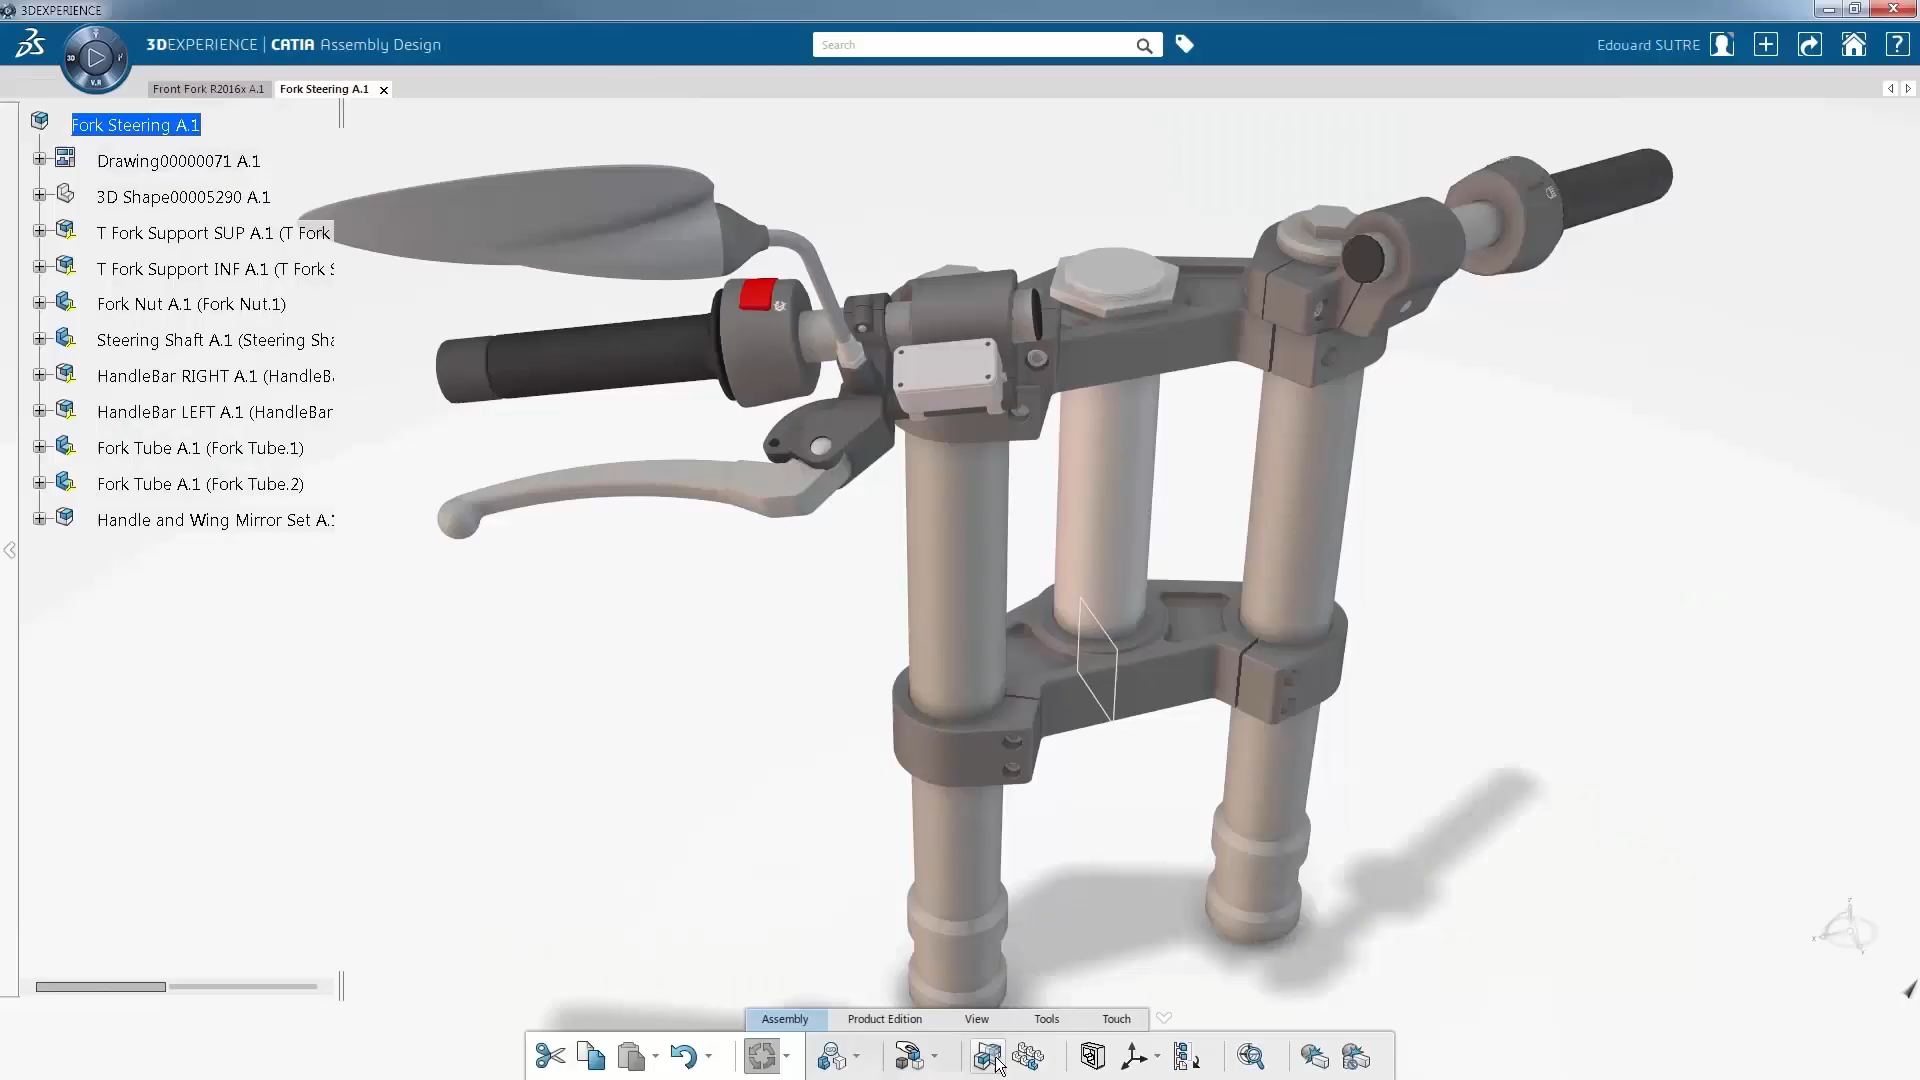 3DEXPERIENCE
3DEXPERIENCE | CATIA Assembly Design
Search
Edouard SUTRE
3D
V.R
Front Fork R2016x A.1
Fork Steering A.1
Fork Steering A.1
Drawing00000071 A.1
3D Shape00005290 A.1
T Fork Support SUP A.1 (T Fork
T Fork Support INF A.1 (T Fork S
Fork Nut A.1 (Fork Nut.1)
Steering Shaft A.1 (Steering Sha
HandleBar RIGHT A.1 (HandleBa
HandleBar LEFT A.1 (HandleBar
Fork Tube A.1 (Fork Tube.1)
Fork Tube A.1 (Fork Tube.2)
Handle and Wing Mirror Set A.1
Assembly
Product Edition
View
Tools
Touch